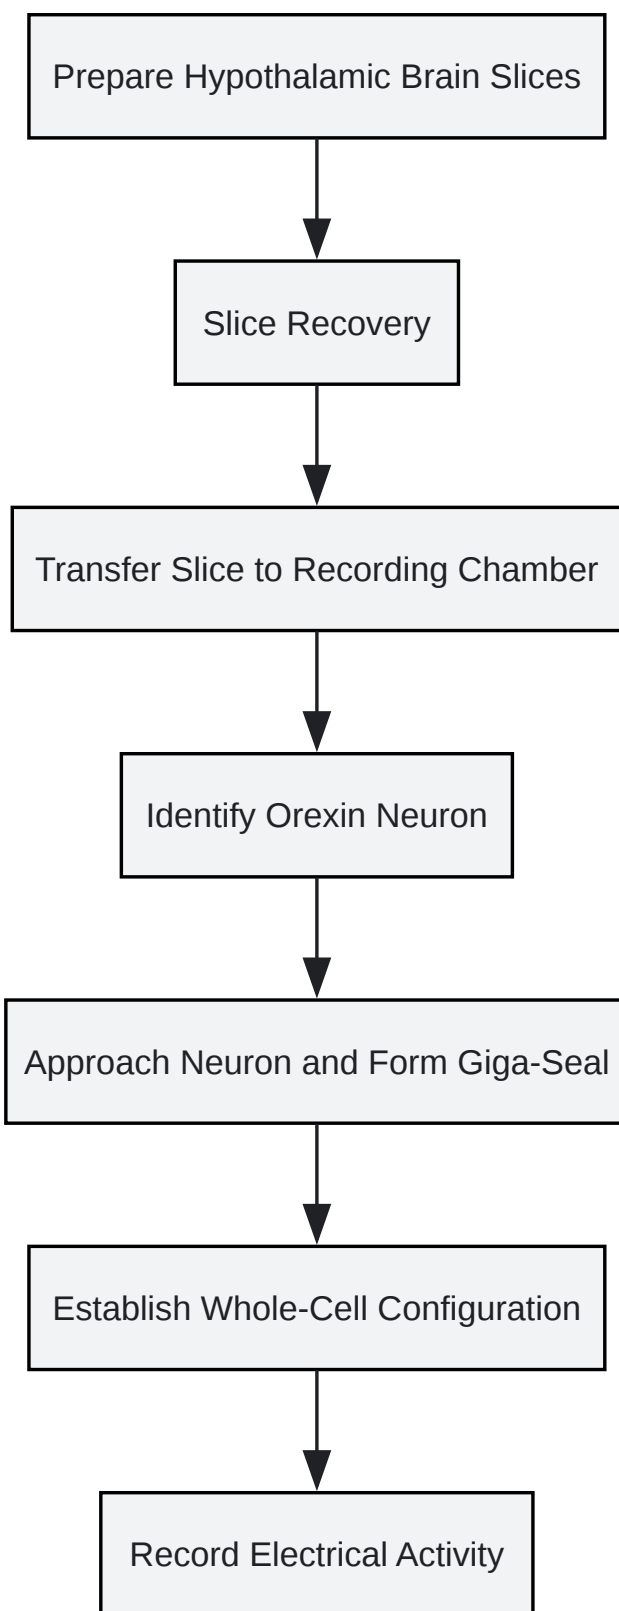 Prepare Hypothalamic Brain Slices
Slice Recovery
Transfer Slice to Recording Chamber
Identify Orexin Neuron
Approach Neuron and Form Giga-Seal
Establish Whole-Cell Configuration
Record Electrical Activity